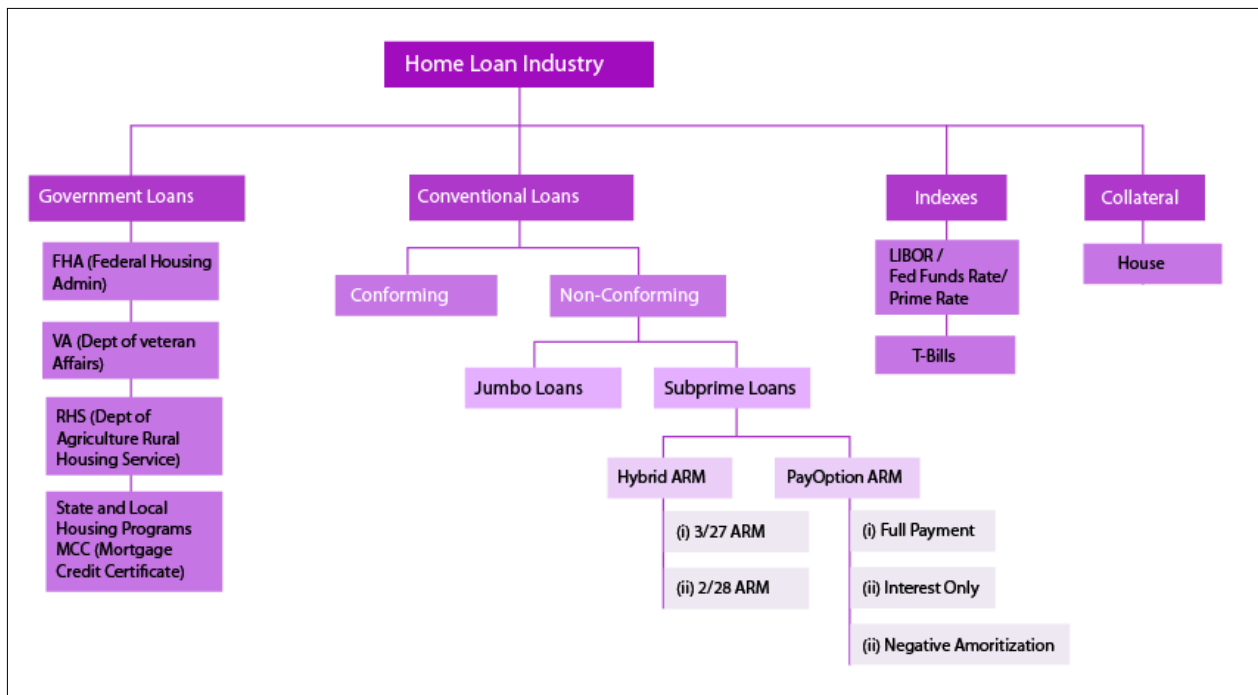 Home Loan Industry
Government Loans
FHA (Federal Housing
Admin)
VA (Dept of veteran
Affairs)
RHS (Dept of
Agriculture Rural
Housing Service)
State and Local
Housing Programs
MCC (Mortgage
Credit Certificate)
Conventional Loans
Conforming
Non-Conforming
Jumbo Loans
Subprime Loans
Hybrid ARM
(i) 3/27 ARM
(ii) 2/28 ARM
PayOption ARM
(i) Full Payment
(ii) Interest Only
(ii) Negative Amoritization
Indexes
LIBOR /
Fed Funds Rate/
Prime Rate
T-Bills
Collateral
House